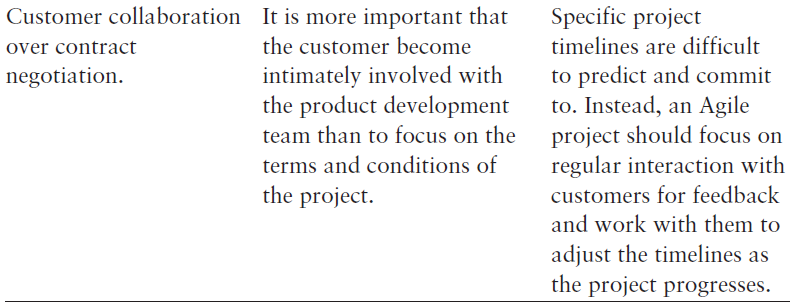 Customer collaboration
over contract
negotiation.
It is more important that
the customer become
intimately involved with
the product development
team than to focus on the
terms and conditions of
the project.
Specific project
timelines are difficult
to predict and commit
to. Instead, an Agile
project should focus on
regular interaction with
customers for feedback
and work with them to
adjust the timelines as
the project progresses.